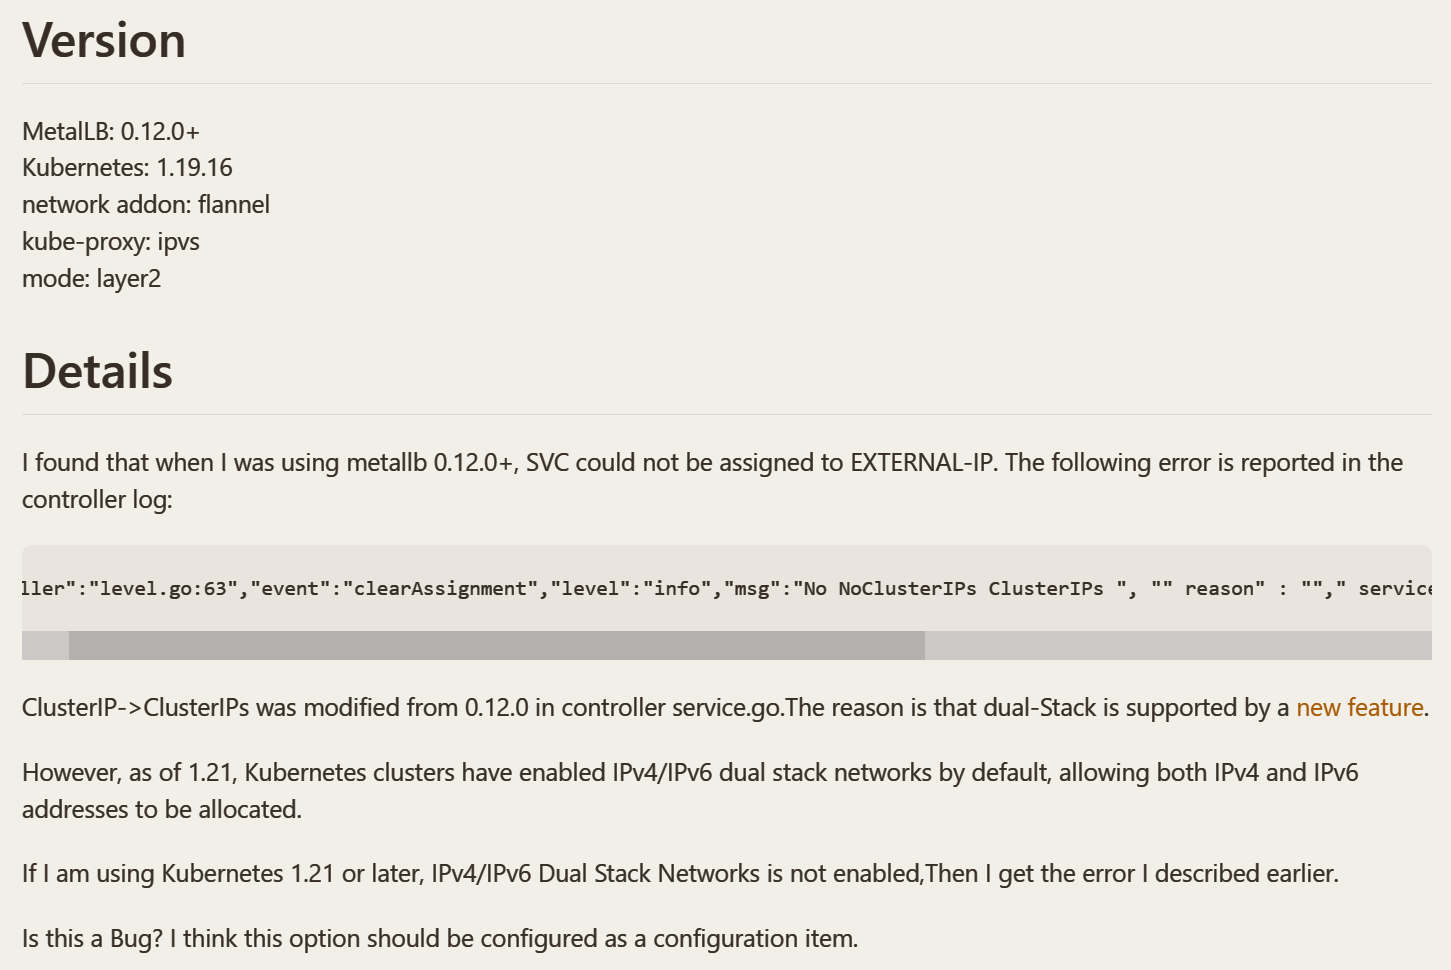 Version
MetalLB: 0.12.0+
Kubernetes: 1.19.16
network addon: flannel
kube-proxy: ipvs
mode: layer2
Details
I found that when I was using metallb 0.12.0+, SVC could not be assigned to EXTERNAL-IP. The following error is reported in the
controller log:
ller":"level.go:63","event":"clearAssignment","level":"info","msg":"No NoClusterIPs ClusterIPs ", "" reason" : ""," service
ClusterIP->ClusterIPs was modified from 0.12.0 in controller service.go.The reason is that dual-Stack is supported by a new feature.
However, as of 1.21, Kubernetes clusters have enabled IPv4/IPv6 dual stack networks by default, allowing both IPv4 and IPv6
addresses to be allocated.
If I am using Kubernetes 1.21 or later, IPv4/IPv6 Dual Stack Networks is not enabled,Then I get the error I described earlier.
Is this a Bug? I think this option should be configured as a configuration item.